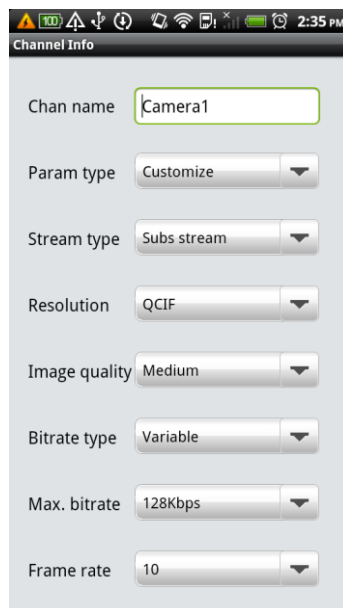 100 2:35 PM
Channel Info
Chan name Camera1
Param type Customize
Stream type Subs stream
Resolution QCIF
Image quality Medium
Bitrate type Variable
Max. bitrate 128Kbps
Frame rate 10